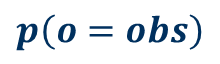 p(o = obs)